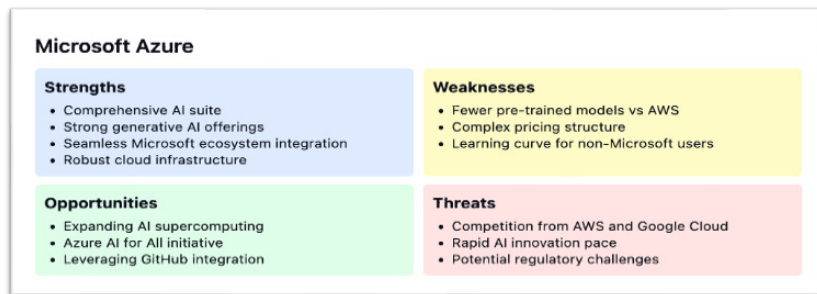 Microsoft Azure
Strengths
• Comprehensive AI suite
• Strong generative AI offerings
• Seamless Microsoft ecosystem integration
• Robust cloud infrastructure
Weaknesses
• Fewer pre-trained models vs AWS
• Complex pricing structure
• Learning curve for non-Microsoft users
Opportunities
• Expanding AI supercomputing
• Azure AI for All initiative
• Leveraging GitHub integration
Threats
• Competition from AWS and Google Cloud
• Rapid AI innovation pace
• Potential regulatory challenges